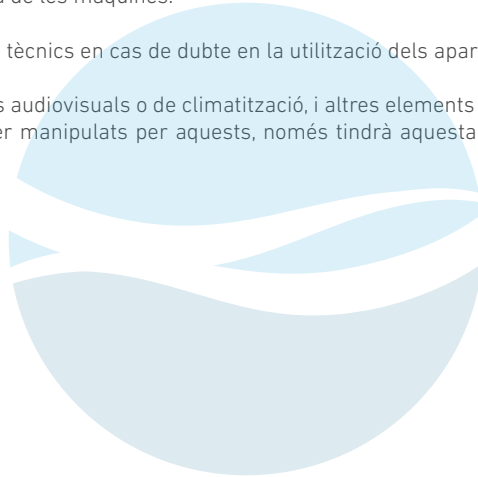 de les màquines.
tècnics en cas de dubte en la utilització dels apar
s audiovisuals o de climatització, i altres elements
er manipulats per aquests, només tindrà aquesta